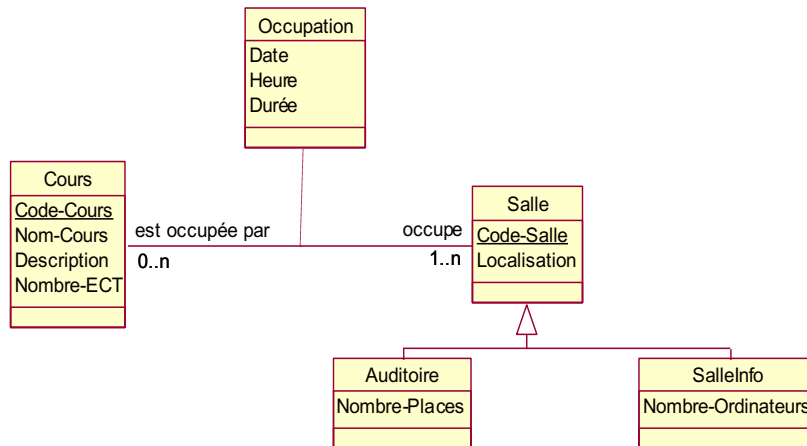 Occupation
Date
Heure
Durée
Cours
Code-Cours
Nom-Cours
Description
Nombre-ECT
est occupée par
0..n
occupe
1..n
Salle
Code-Salle
Localisation
Auditoire
Nombre-Places
SalleInfo
Nombre-Ordinateurs